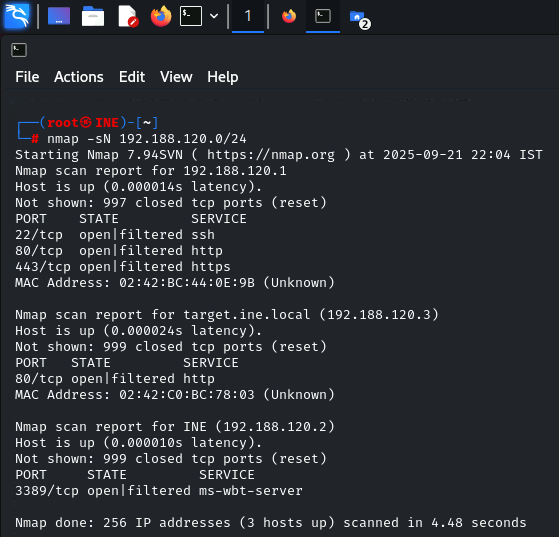 1
2
File Actions Edit View Help
┌──(root㉿INE)-[~]
└─# nmap -sN 192.188.120.0/24
Starting Nmap 7.94SVN ( https://nmap.org ) at 2025-09-21 22:04 IST
Nmap scan report for 192.188.120.1
Host is up (0.000014s latency).
Not shown: 997 closed tcp ports (reset)
PORT    STATE         SERVICE
22/tcp  open|filtered ssh
80/tcp  open|filtered http
443/tcp open|filtered https
MAC Address: 02:42:BC:44:0E:9B (Unknown)

Nmap scan report for target.ine.local (192.188.120.3)
Host is up (0.000024s latency).
Not shown: 999 closed tcp ports (reset)
PORT   STATE         SERVICE
80/tcp open|filtered http
MAC Address: 02:42:C0:BC:78:03 (Unknown)

Nmap scan report for INE (192.188.120.2)
Host is up (0.000010s latency).
Not shown: 999 closed tcp ports (reset)
PORT     STATE         SERVICE
3389/tcp open|filtered ms-wbt-server

Nmap done: 256 IP addresses (3 hosts up) scanned in 4.48 seconds